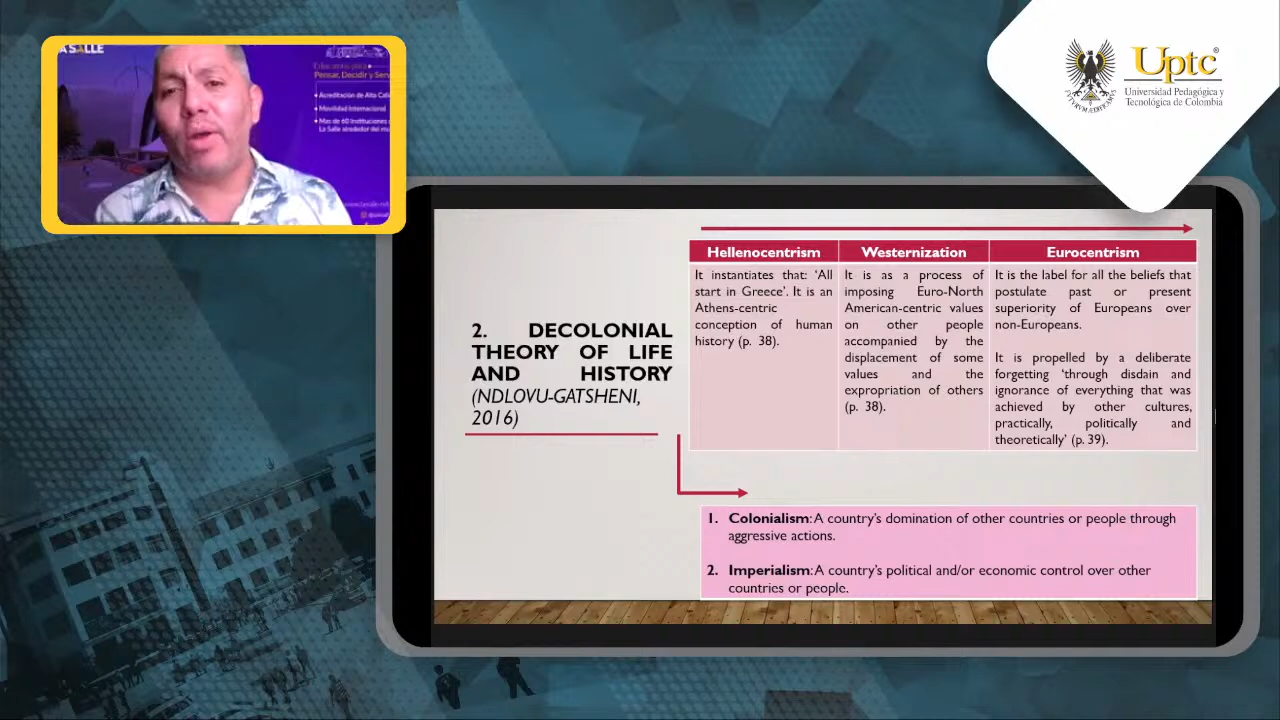 Pensar, Decidir y Serv
Acreditación de Alta Cali
Movilidad Internacional
Más de 60 Instituciones
La Salle alrededor del
Uptc®
Universidad Pedagógica y
Tecnológica de Colombia
Hellenocentrism
Westernization
Eurocentrism
It instantiates that: ‘All
start in Greece’. It is an
Athens-centric
conception of human
history (p. 38).
It is as a process of
imposing Euro-North
American-centric values
on other people
accompanied by the
displacement of some
values and the
expropriation of others
(p. 38).
It is the label for all the beliefs that
postulate past or present
superiority of Europeans over
non-Europeans.
It is propelled by a deliberate
forgetting ‘through disdain and
ignorance of everything that was
achieved by other cultures,
practically, politically and
theoretically’ (p. 39).
2. DECOLONIAL
THEORY OF LIFE
AND HISTORY
(NDLOVU-GATSHENI,
2016)
1. Colonialism: A country’s domination of other countries or people through
aggressive actions.
2. Imperialism: A country’s political and/or economic control over other
countries or people.